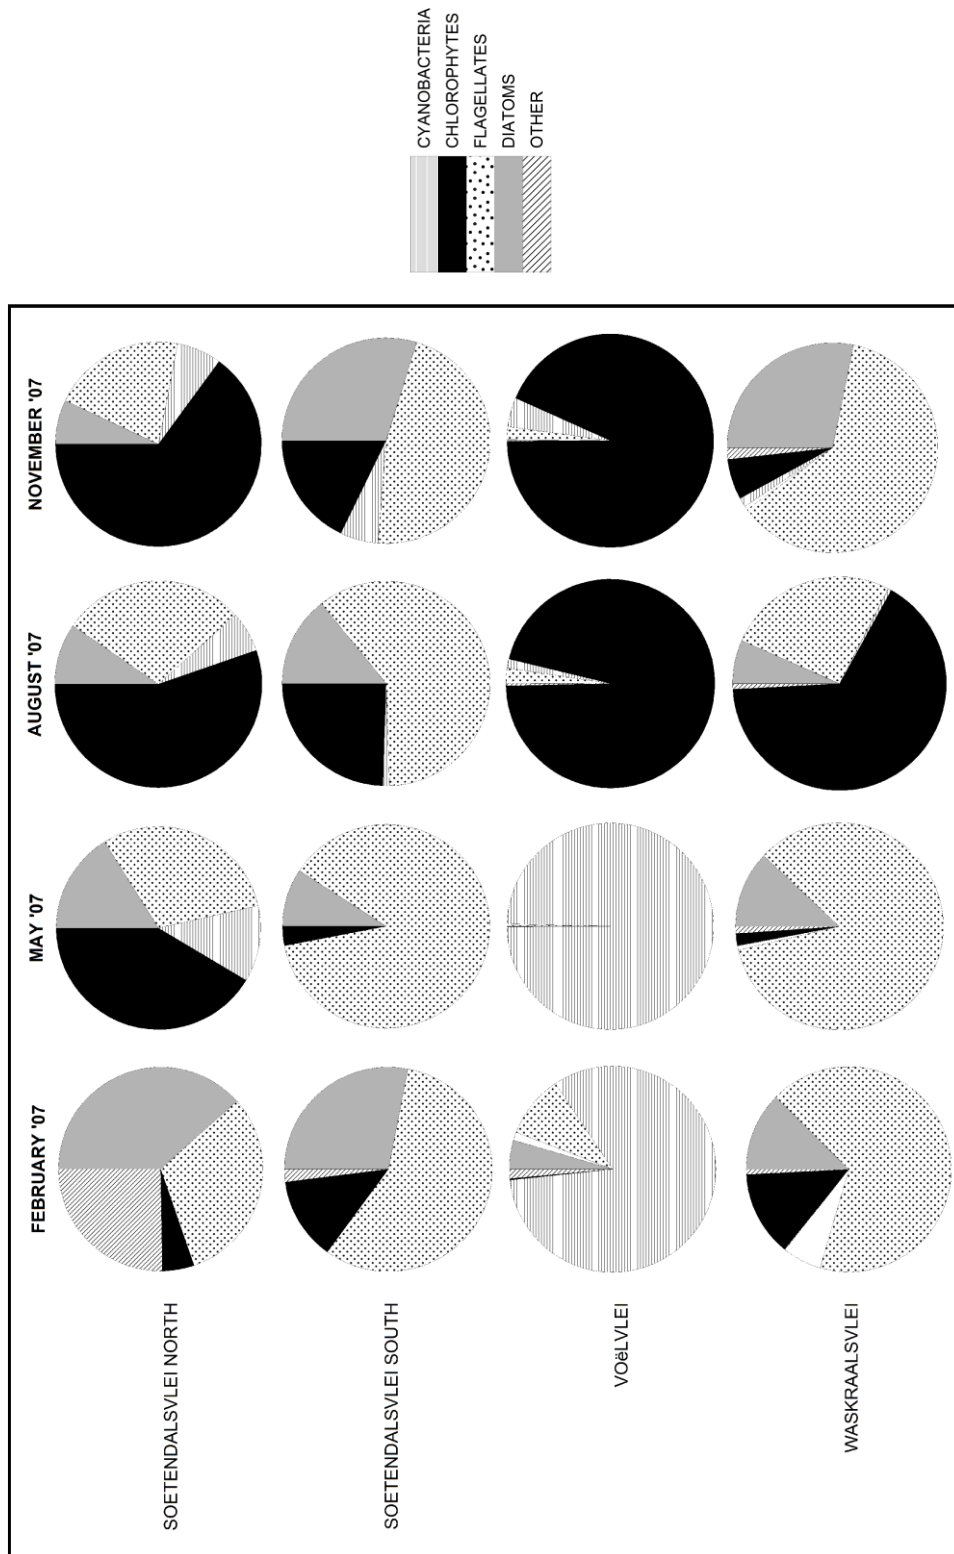 FEBRUARY '07
MAY '07
AUGUST '07
NOVEMBER '07
SOETENDALSVLEI NORTH
SOETENDALSVLEI SOUTH
VOëLVLEI
WASKRAALSVLEI
CYANOBACTERIA
CHLOROPHYTES
FLAGELLATES
DIATOMS
OTHER